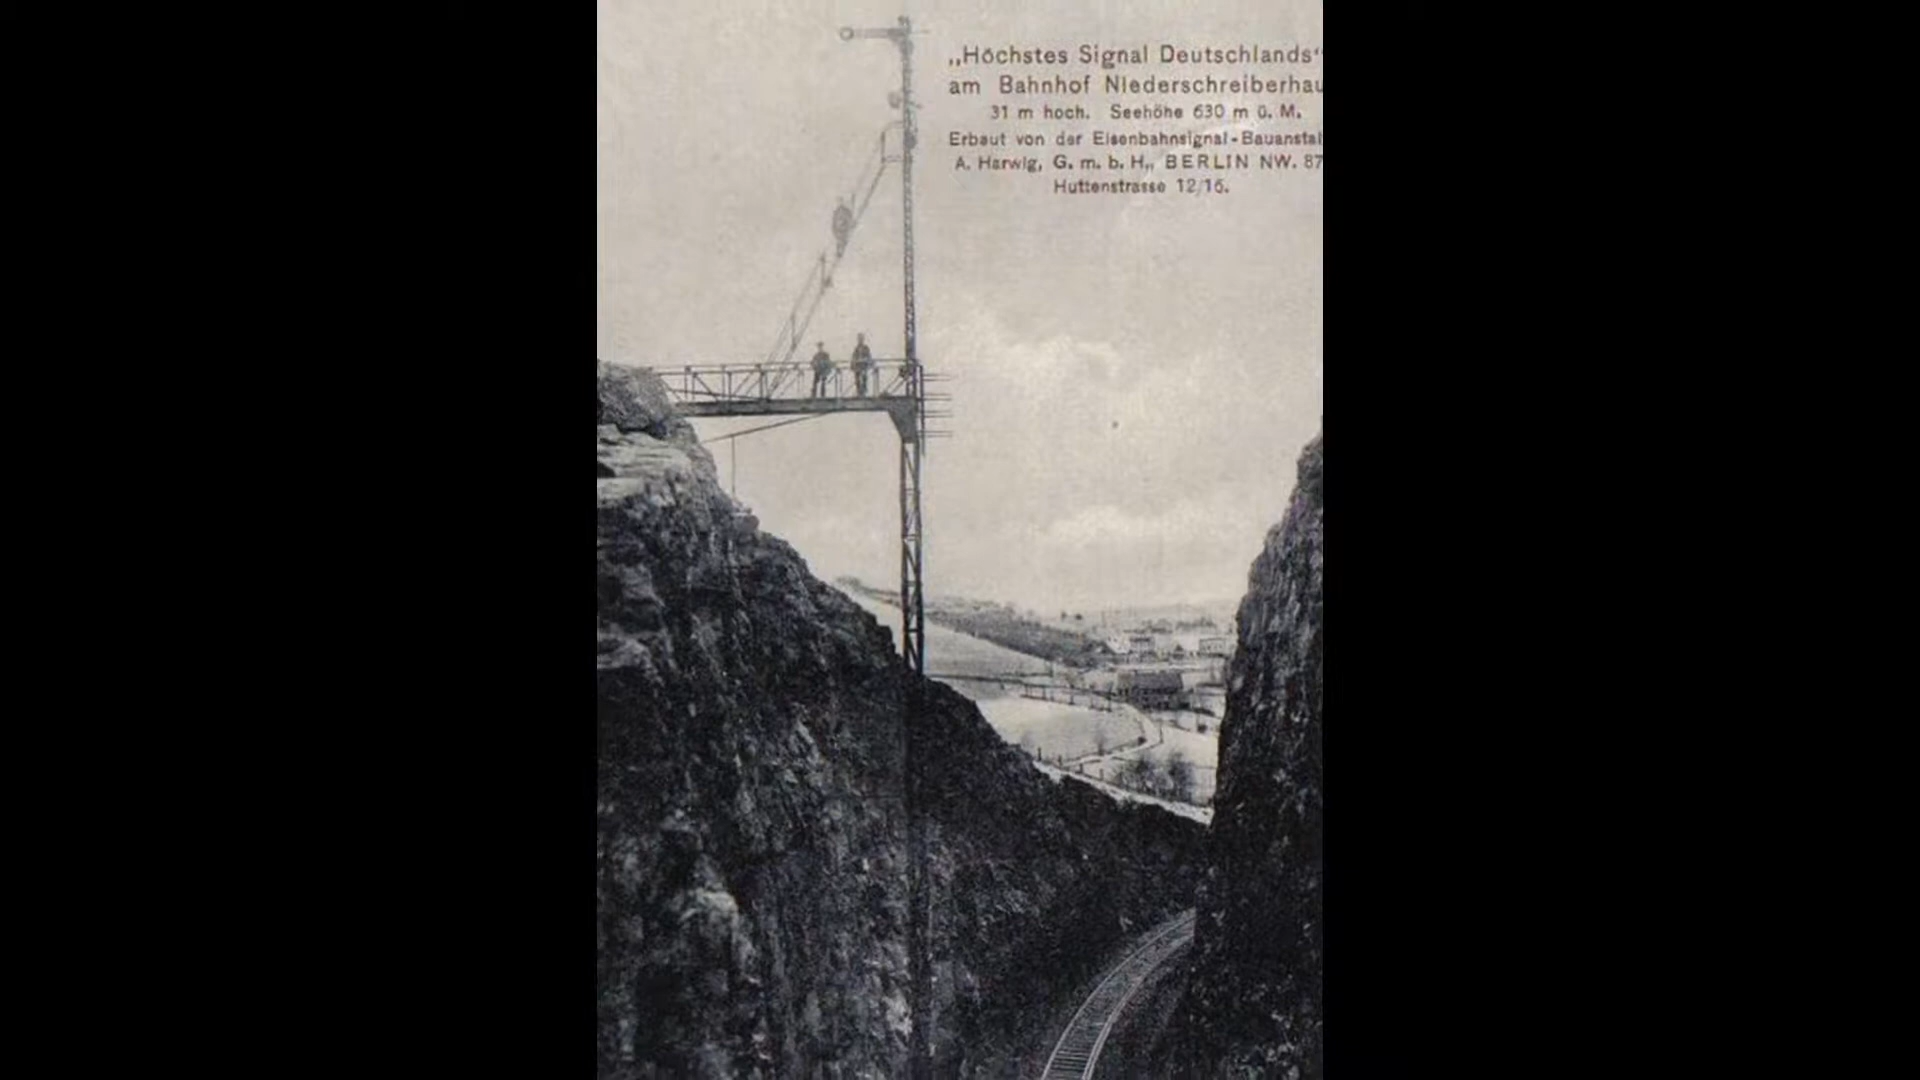 „Höchstes Signal Deutschlands“
am Bahnhof Niederschreiberhau
31 m hoch. Seehöhe 630 m ü. M.
Erbaut von der Eisenbahnsignal-Bauanstal
A. Harwig, G. m. b. H., BERLIN NW. 87
Huttenstrasse 12/16.